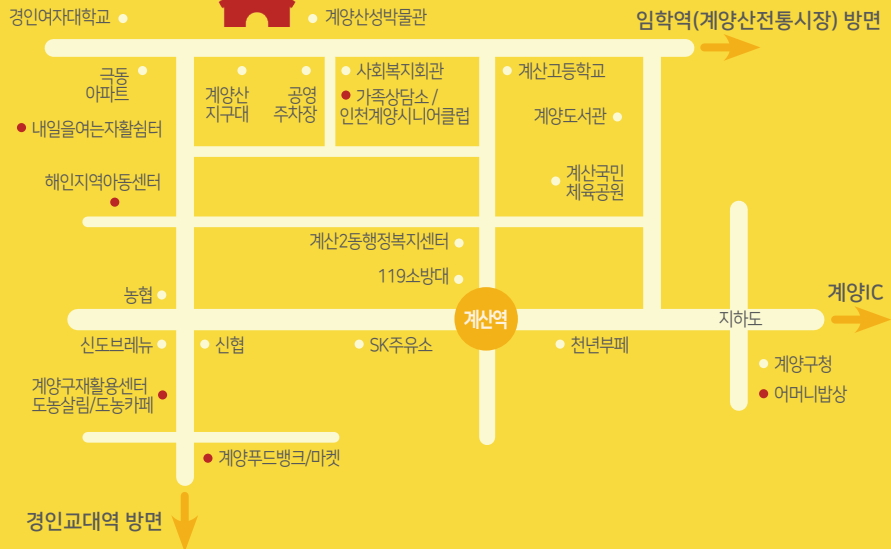 경인여자대학교
계양산성박물관
임학역(계양산전통시장) 방면
극동
아파트
계양산
지구대
공영
주차장
사회복지회관
가족상담소 /
인천계양시니어클럽
계산고등학교
계양도서관
내일을여는자활쉼터
해인지역아동센터
계산국민
체육공원
계산2동행정복지센터
119소방대
농협
계산역
지하도
계양IC
신도브레뉴
신협
SK주유소
천년부페
계양구청
어머니밥상
계양구재활용센터
도농살림/도농카페
계양푸드뱅크/마켓
경인교대역 방면